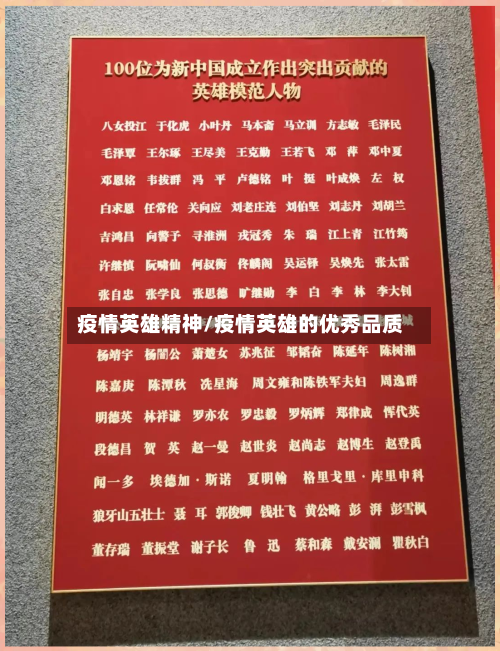 100位为新中国成立作出突出贡献的
英雄模范人物
八女投江 于化虎 小叶丹 马本斋 马立训 方志敏 毛泽民
毛泽覃 王尔琢 王尽美 王克勤 王若飞 邓 萍 邓中夏
邓恩铭 韦拔群 冯 平 卢德铭 叶 挺 叶成焕 左 权
白求恩 任常伦 关向应 刘老庄连 刘伯坚 刘志丹 刘胡兰
吉鸿昌 向警予 寻淮洲 戎冠秀 朱 瑞 江上青 江竹筠
许继慎 阮啸仙 何叔衡 佟麟阁 吴运铎 吴焕先 张太雷
张自忠 张学良 张思德 旷继勋 李 白 李 林 李大钊
疫情英雄精神/疫情英雄的优秀品质
城
杨靖宇 杨闇公 萧楚女 苏兆征 邹韬奋 陈延年 陈树湘
陈嘉庚 陈潭秋 冼星海 周文雍和陈铁军夫妇 周逸群
明德英 林祥谦 罗亦农 罗忠毅 罗炳辉 郑律成 恽代英
段德昌 贺 英 赵一曼 赵世炎 赵尚志 赵博生 赵登禹
闻一多 埃德加·斯诺 夏明翰 格里戈里·库里申科
狼牙山五壮士 聂 耳 郭俊卿 钱壮飞 黄公略 彭 湃 彭雪枫
董存瑞 董振堂 谢子长 鲁 迅 蔡和森 戴安澜 瞿秋白